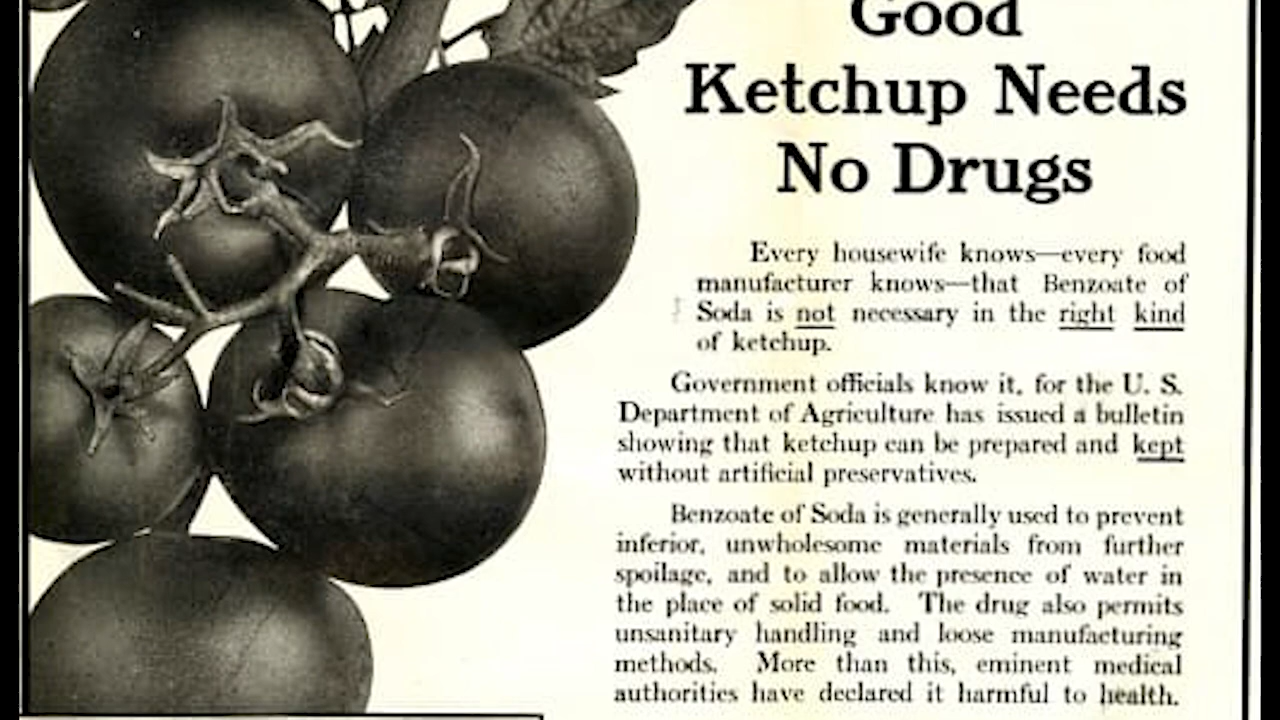 Good
Ketchup Needs
No Drugs
Every housewife knows—every food
manufacturer knows—that Benzoate of
Soda is not necessary in the right kind
of ketchup.
Government officials know it, for the U. S.
Department of Agriculture has issued a bulletin
showing that ketchup can be prepared and kept
without artificial preservatives.
Benzoate of Soda is generally used to prevent
inferior, unwholesome materials from further
spoilage, and to allow the presence of water in
the place of solid food. The drug also permits
unsanitary handling and loose manufacturing
methods. More than this, eminent medical
authorities have declared it harmful to health.